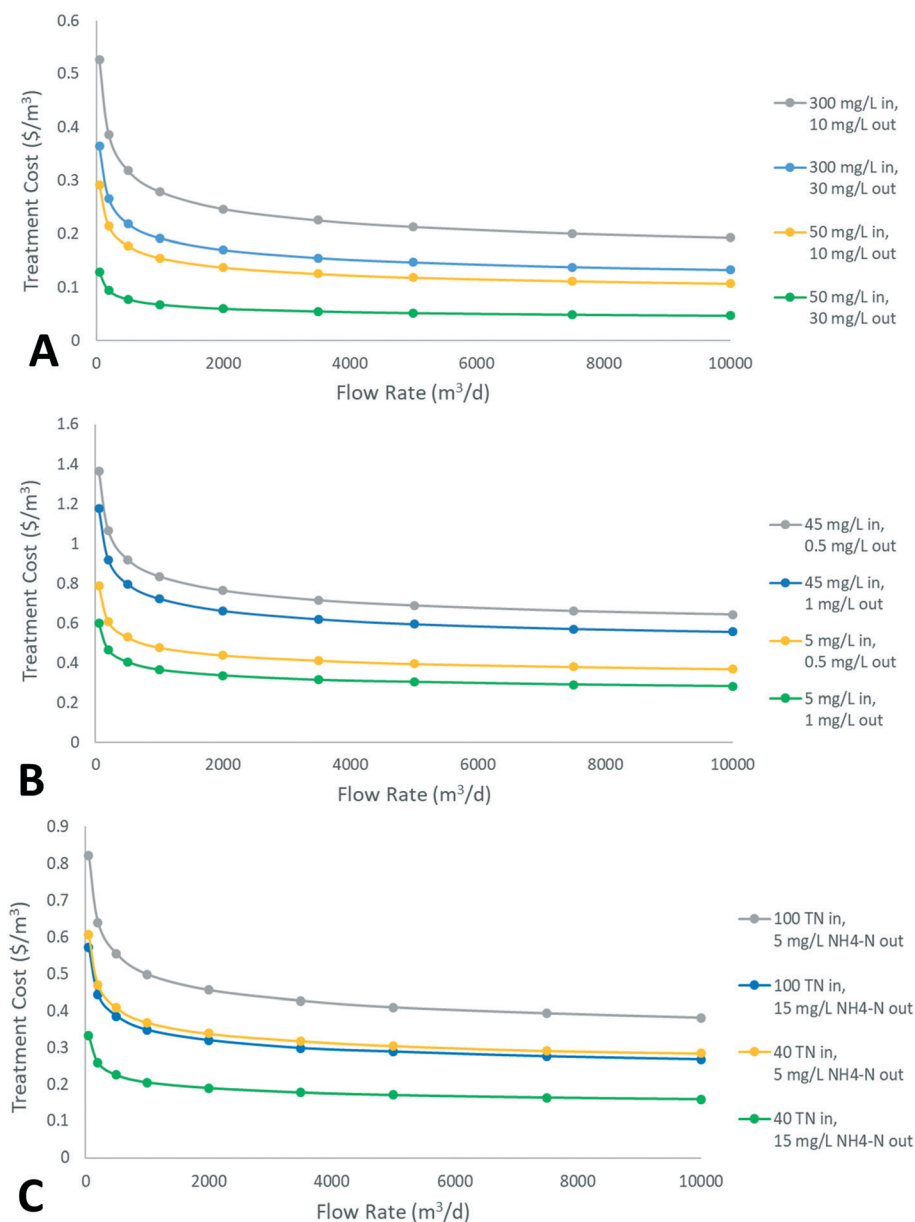 0.6
0.5
0.4
0.3
0.2
0.1
0
Treatment Cost ($/m³)
0 2000 4000 6000 8000 10000
Flow Rate (m³/d)
300 mg/L in,
10 mg/L out
300 mg/L in,
30 mg/L out
50 mg/L in,
10 mg/L out
50 mg/L in,
30 mg/L out
A
1.6
1.4
1.2
1
0.8
0.6
0.4
0.2
0
Treatment Cost ($/m³)
0 2000 4000 6000 8000 10000
Flow Rate (m³/d)
45 mg/L in,
0.5 mg/L out
45 mg/L in,
1 mg/L out
5 mg/L in,
0.5 mg/L out
5 mg/L in,
1 mg/L out
B
0.9
0.8
0.7
0.6
0.5
0.4
0.3
0.2
0.1
0
Treatment Cost ($/m³)
0 2000 4000 6000 8000 10000
Flow Rate (m³/d)
100 TN in,
5 mg/L NH4-N out
100 TN in,
15 mg/L NH4-N out
40 TN in,
5 mg/L NH4-N out
40 TN in,
15 mg/L NH4-N out
C